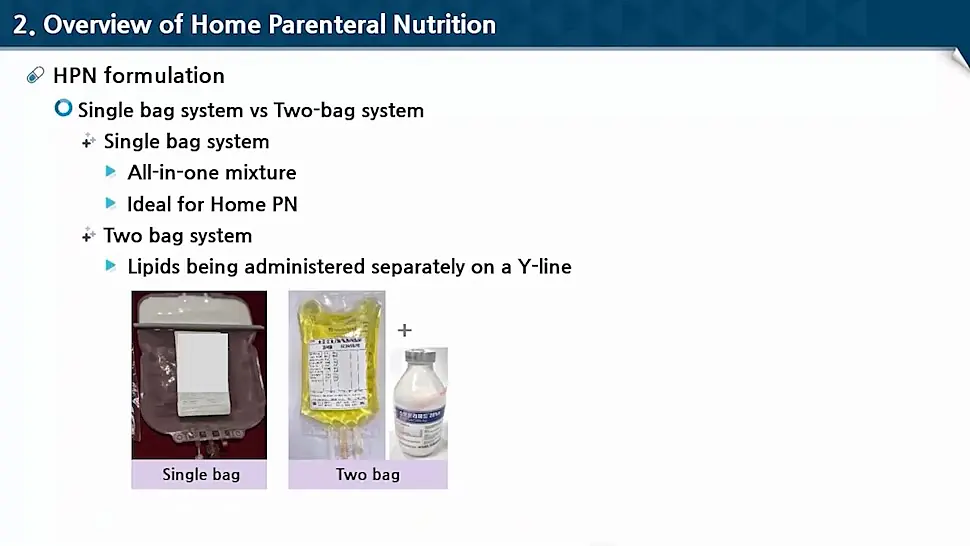 2. Overview of Home Parenteral Nutrition
HPN formulation
Single bag system vs Two-bag system
Single bag system
All-in-one mixture
Ideal for Home PN
Two bag system
Lipids being administered separately on a Y-line
+
Single bag
Two bag